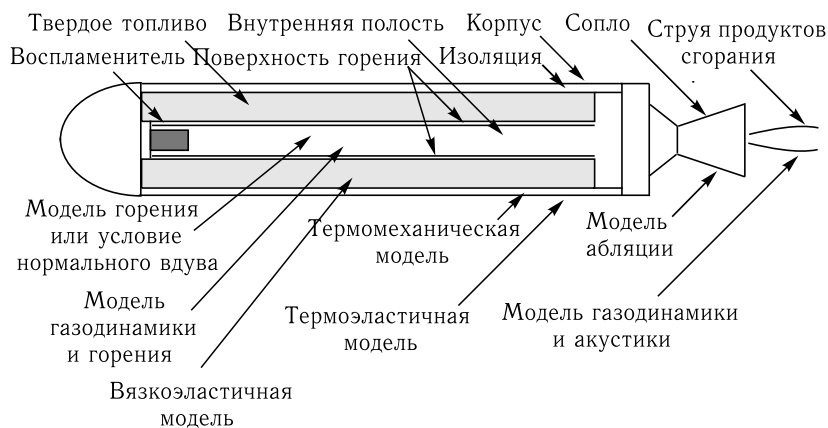 Твердое топливо
Внутренняя полость
Корпус
Сопло
Струя продуктов
сгорания
Воспламенитель
Поверхность горения
Изоляция
Модель горения
или условие
нормального вдува
Термомеханическая
модель
Модель
абляции
Модель
газодинамики
и горения
Термоэластичная
модель
Модель газодинамики
и акустики
Вязкоэластичная
модель